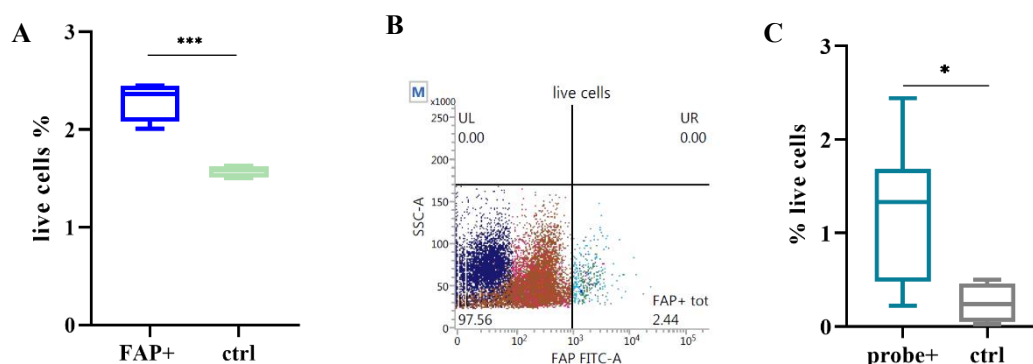 A
3
2
1
0
live cells %
***
FAP+
ctrl
B
M
x1000
live cells
250
200
150
100
50
SSC-A
UL
0.00
UR
0.00
97.56
FAP+ tot
2.44
0
10²
10³
10⁴
10⁵
FAP FITC-A
C
3
2
1
0
% live cells
*
probe+
ctrl